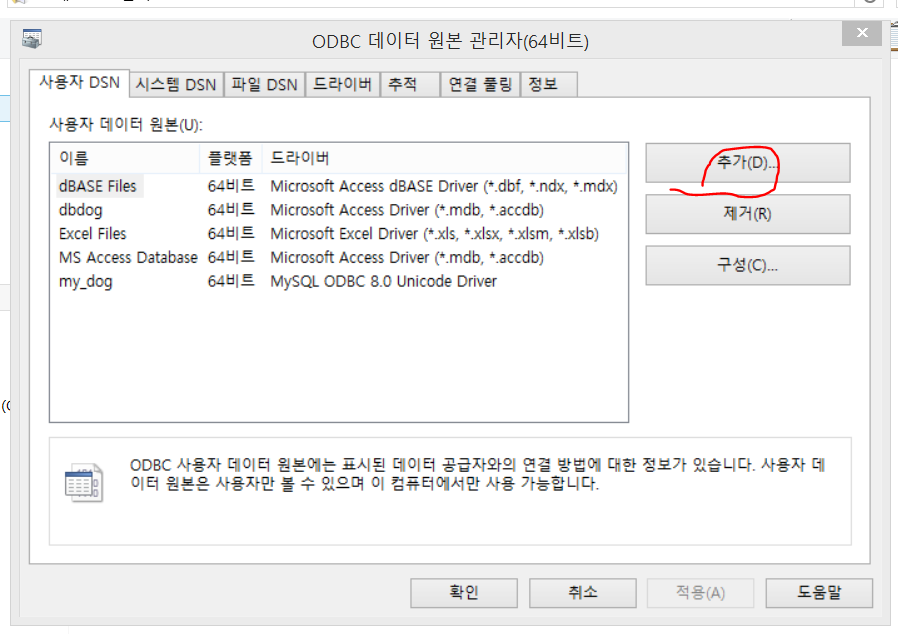 ODBC 데이터 원본 관리자(64비트)
사용자 DSN 시스템 DSN 파일 DSN 드라이버 추적 연결 풀링 정보
사용자 데이터 원본(U):
이름 플랫폼 드라이버
dBASE Files 64비트 Microsoft Access dBASE Driver (*.dbf, *.ndx, *.mdx)
dbdog 64비트 Microsoft Access Driver (*.mdb, *.accdb)
Excel Files 64비트 Microsoft Excel Driver (*.xls, *.xlsx, *.xlsm, *.xlsb)
MS Access Database 64비트 Microsoft Access Driver (*.mdb, *.accdb)
my_dog 64비트 MySQL ODBC 8.0 Unicode Driver
추가(D)...
제거(R)
구성(C)...
ODBC 사용자 데이터 원본에는 표시된 데이터 공급자와의 연결 방법에 대한 정보가 있습니다. 사용자 데
이터 원본은 사용자만 볼 수 있으며 이 컴퓨터에서만 사용 가능합니다.
확인 취소 적용(A) 도움말